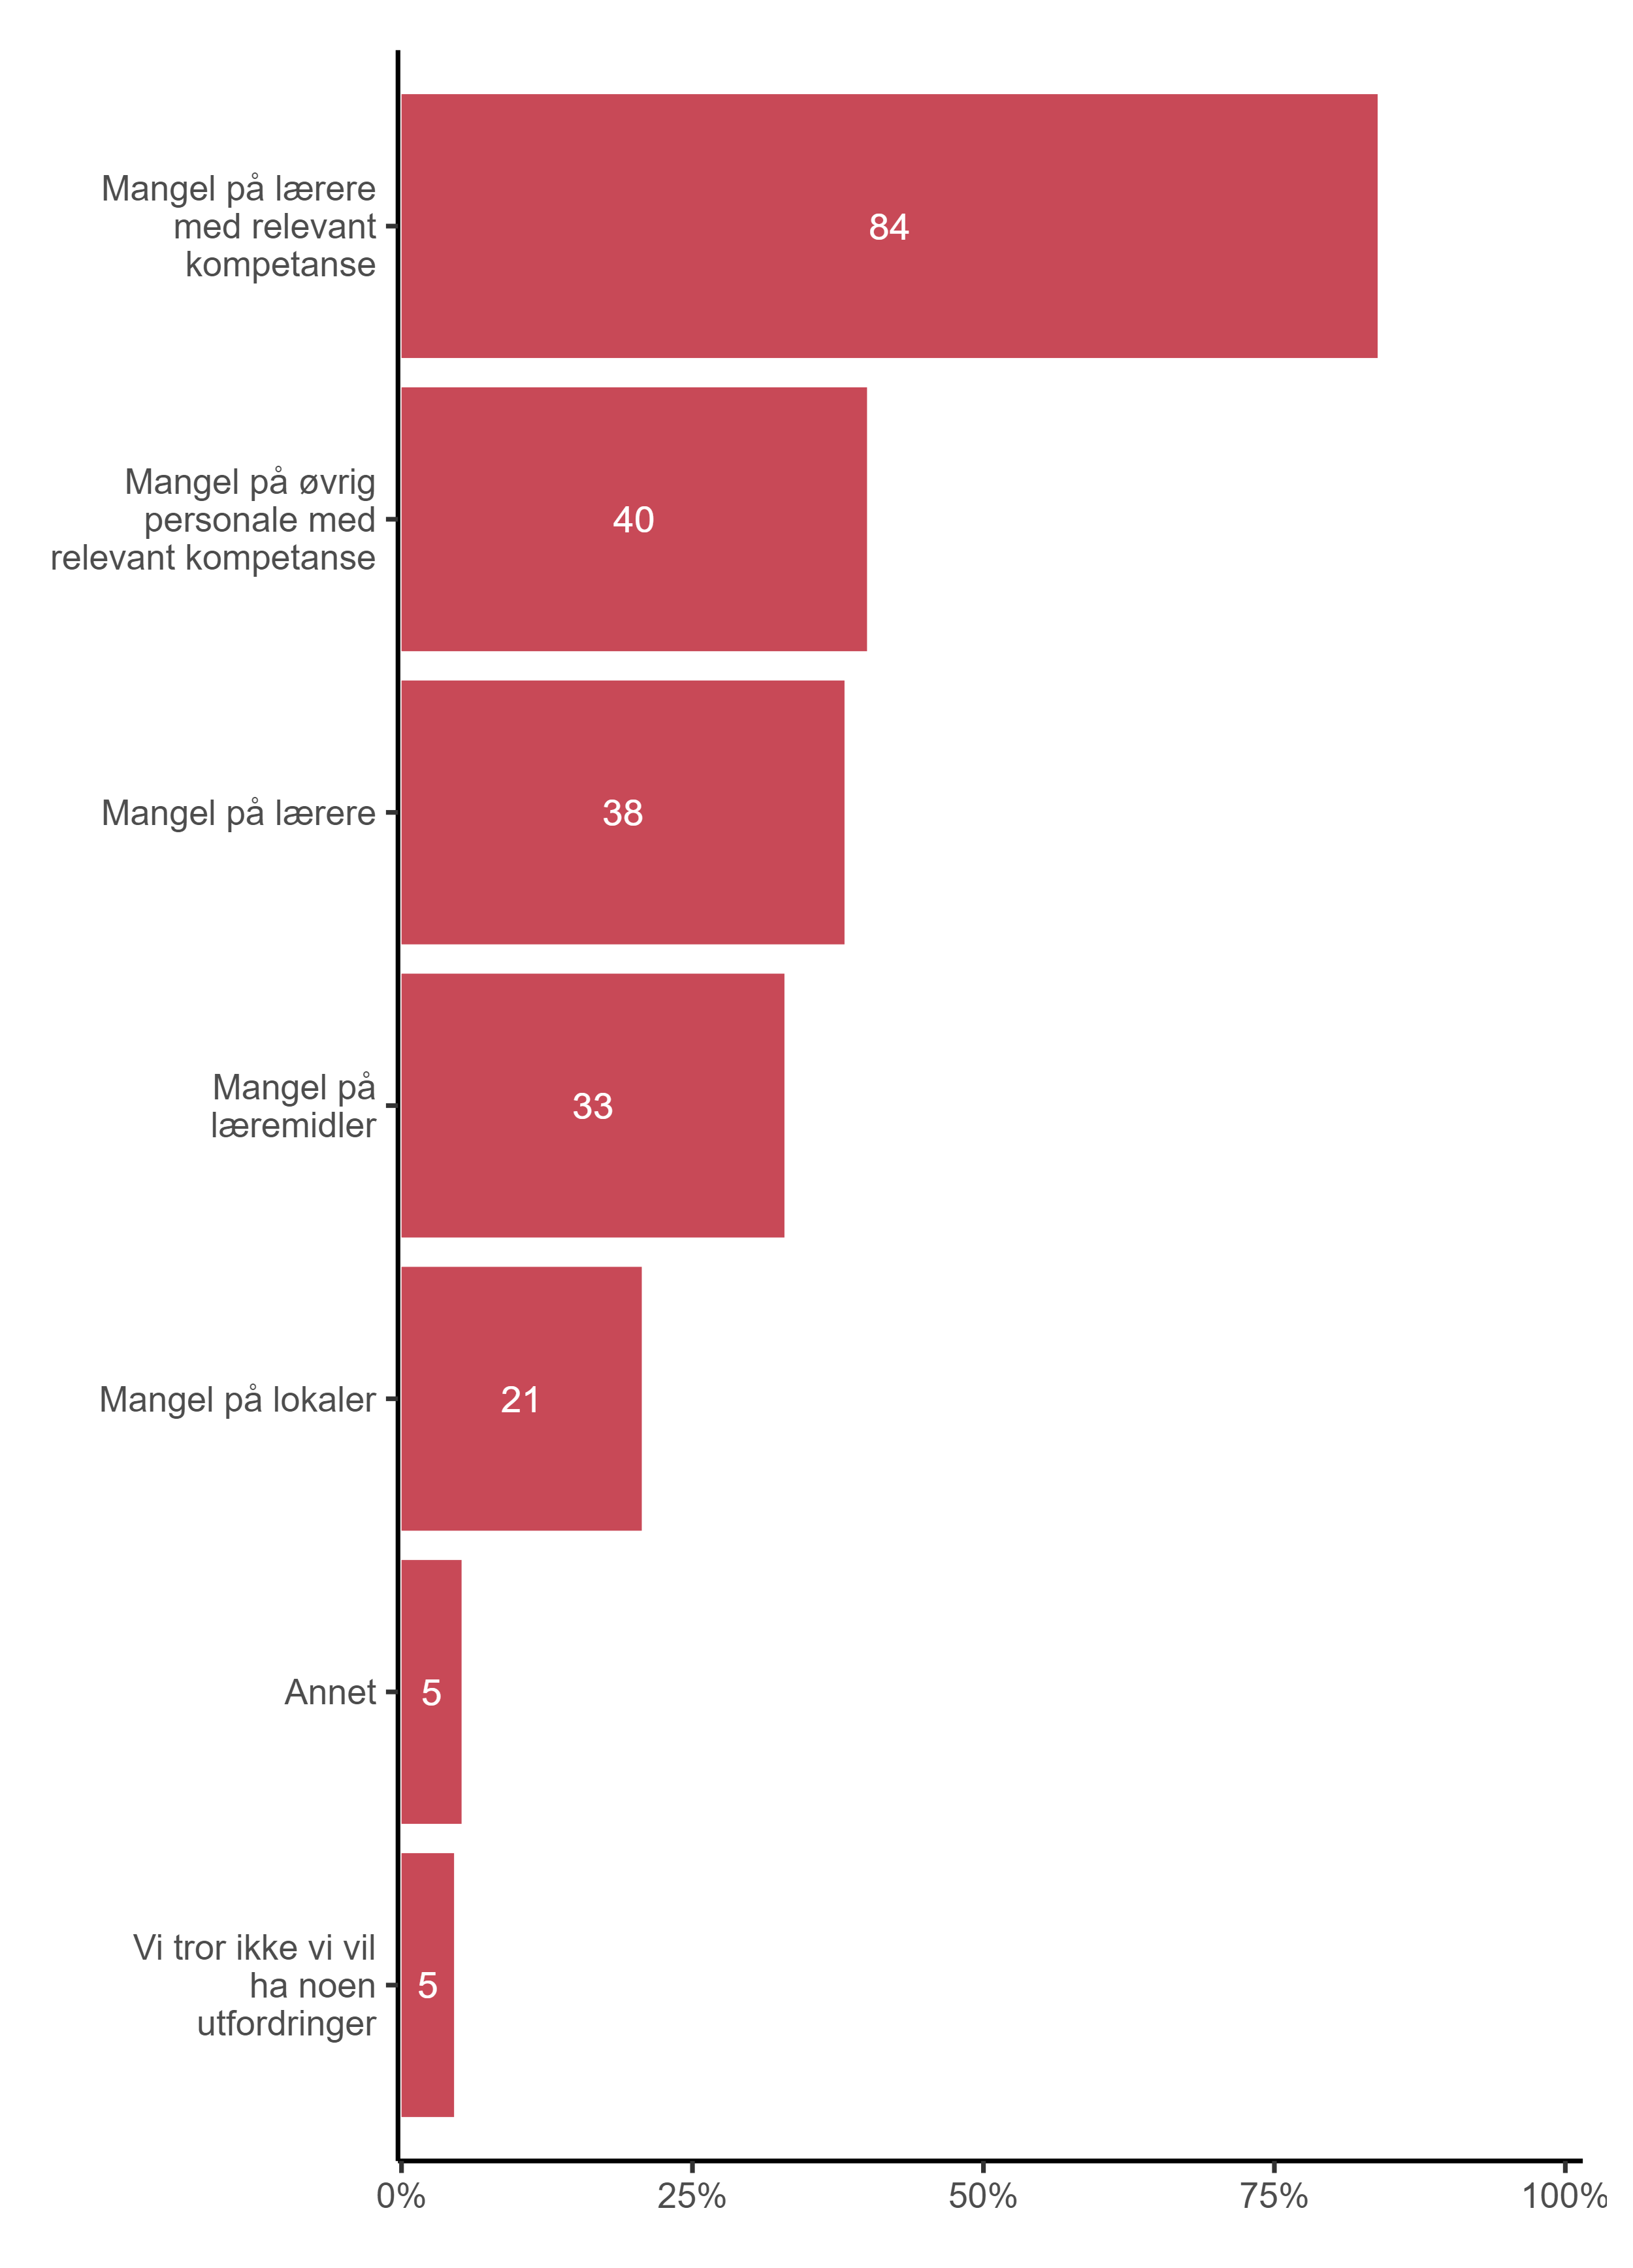 Mangel på lærere
med relevant
kompetanse
84
Mangel på øvrig
personale med
relevant kompetanse
40
Mangel på lærere
38
Mangel på
læremidler
33
Mangel på lokaler
21
Annet
5
Vi tror ikke vi vil
ha noen
utfordringer
5
0% 25% 50% 75% 100%